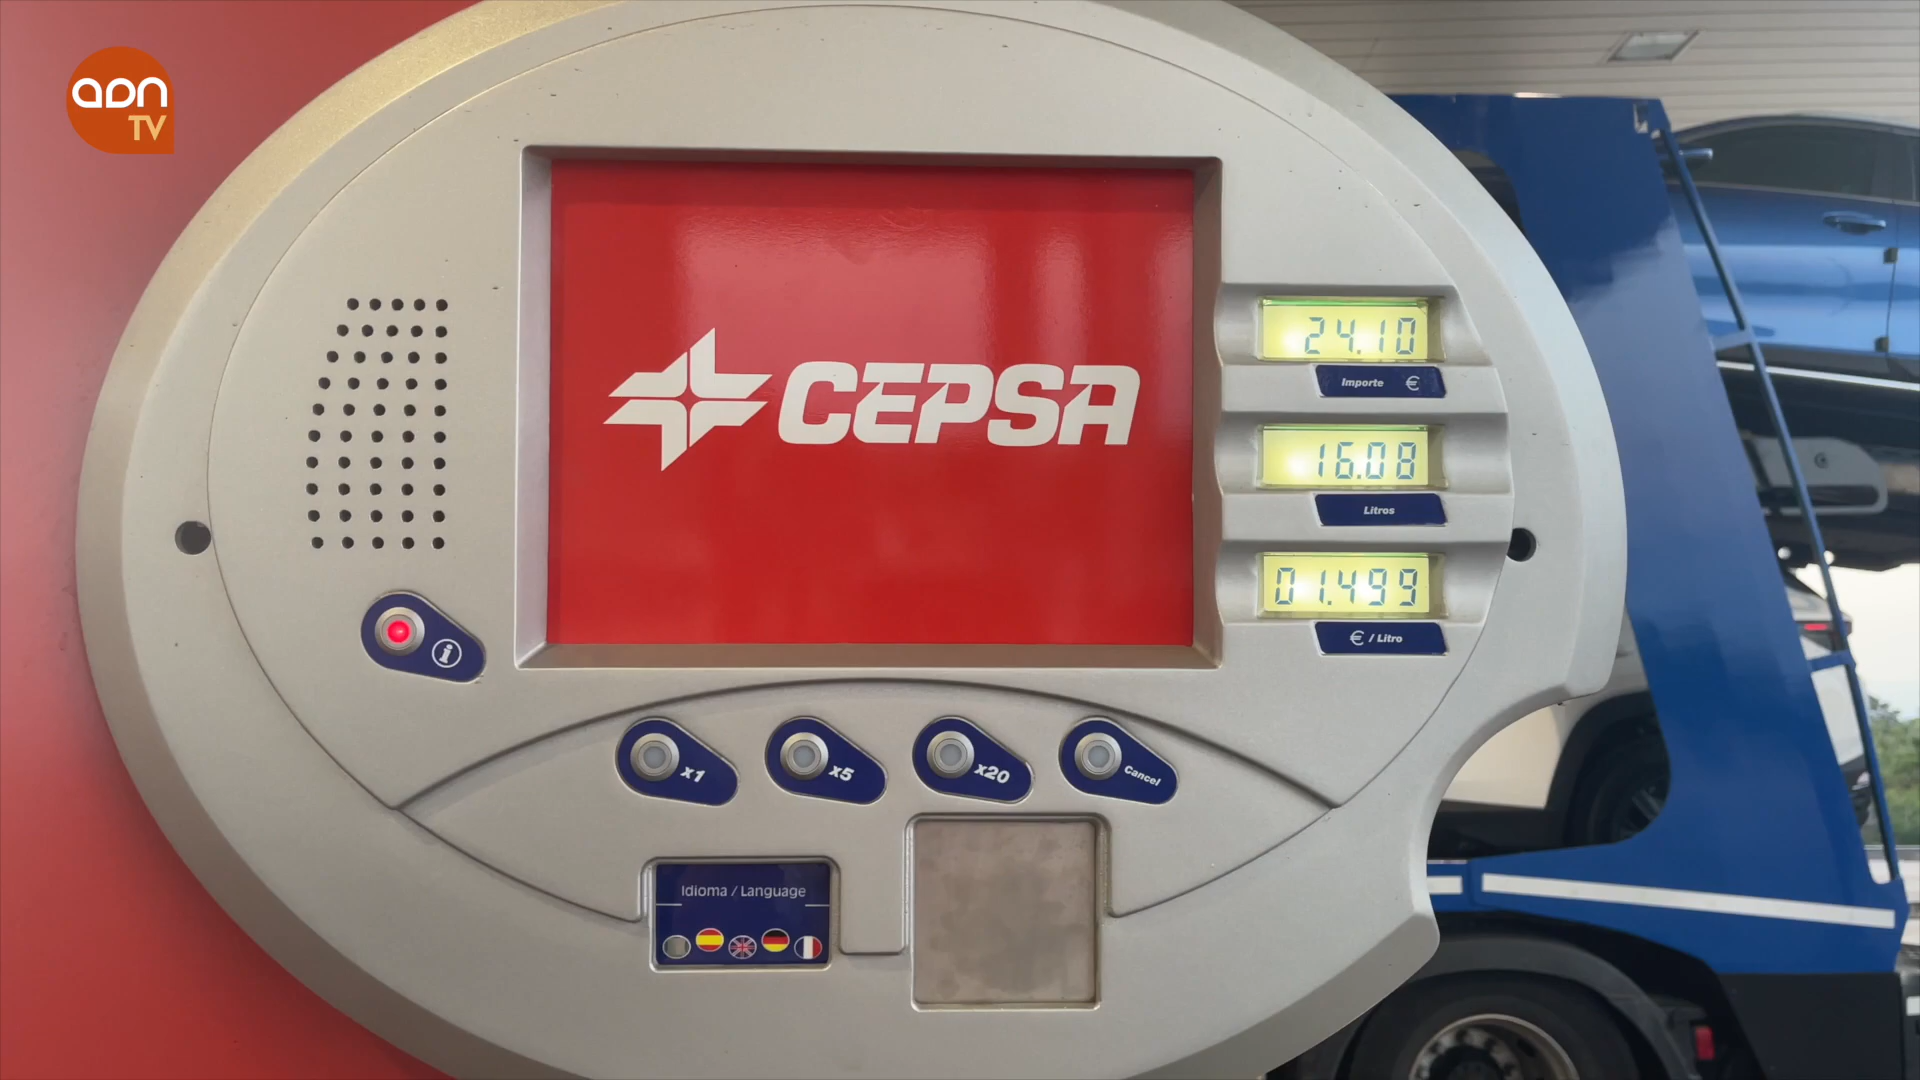 aDN
TV
CEPSA
24.10
Importe €
16.08
Litros
01.499
€ / Litro
i
x1
x5
x20
Cancel
Idioma / Language